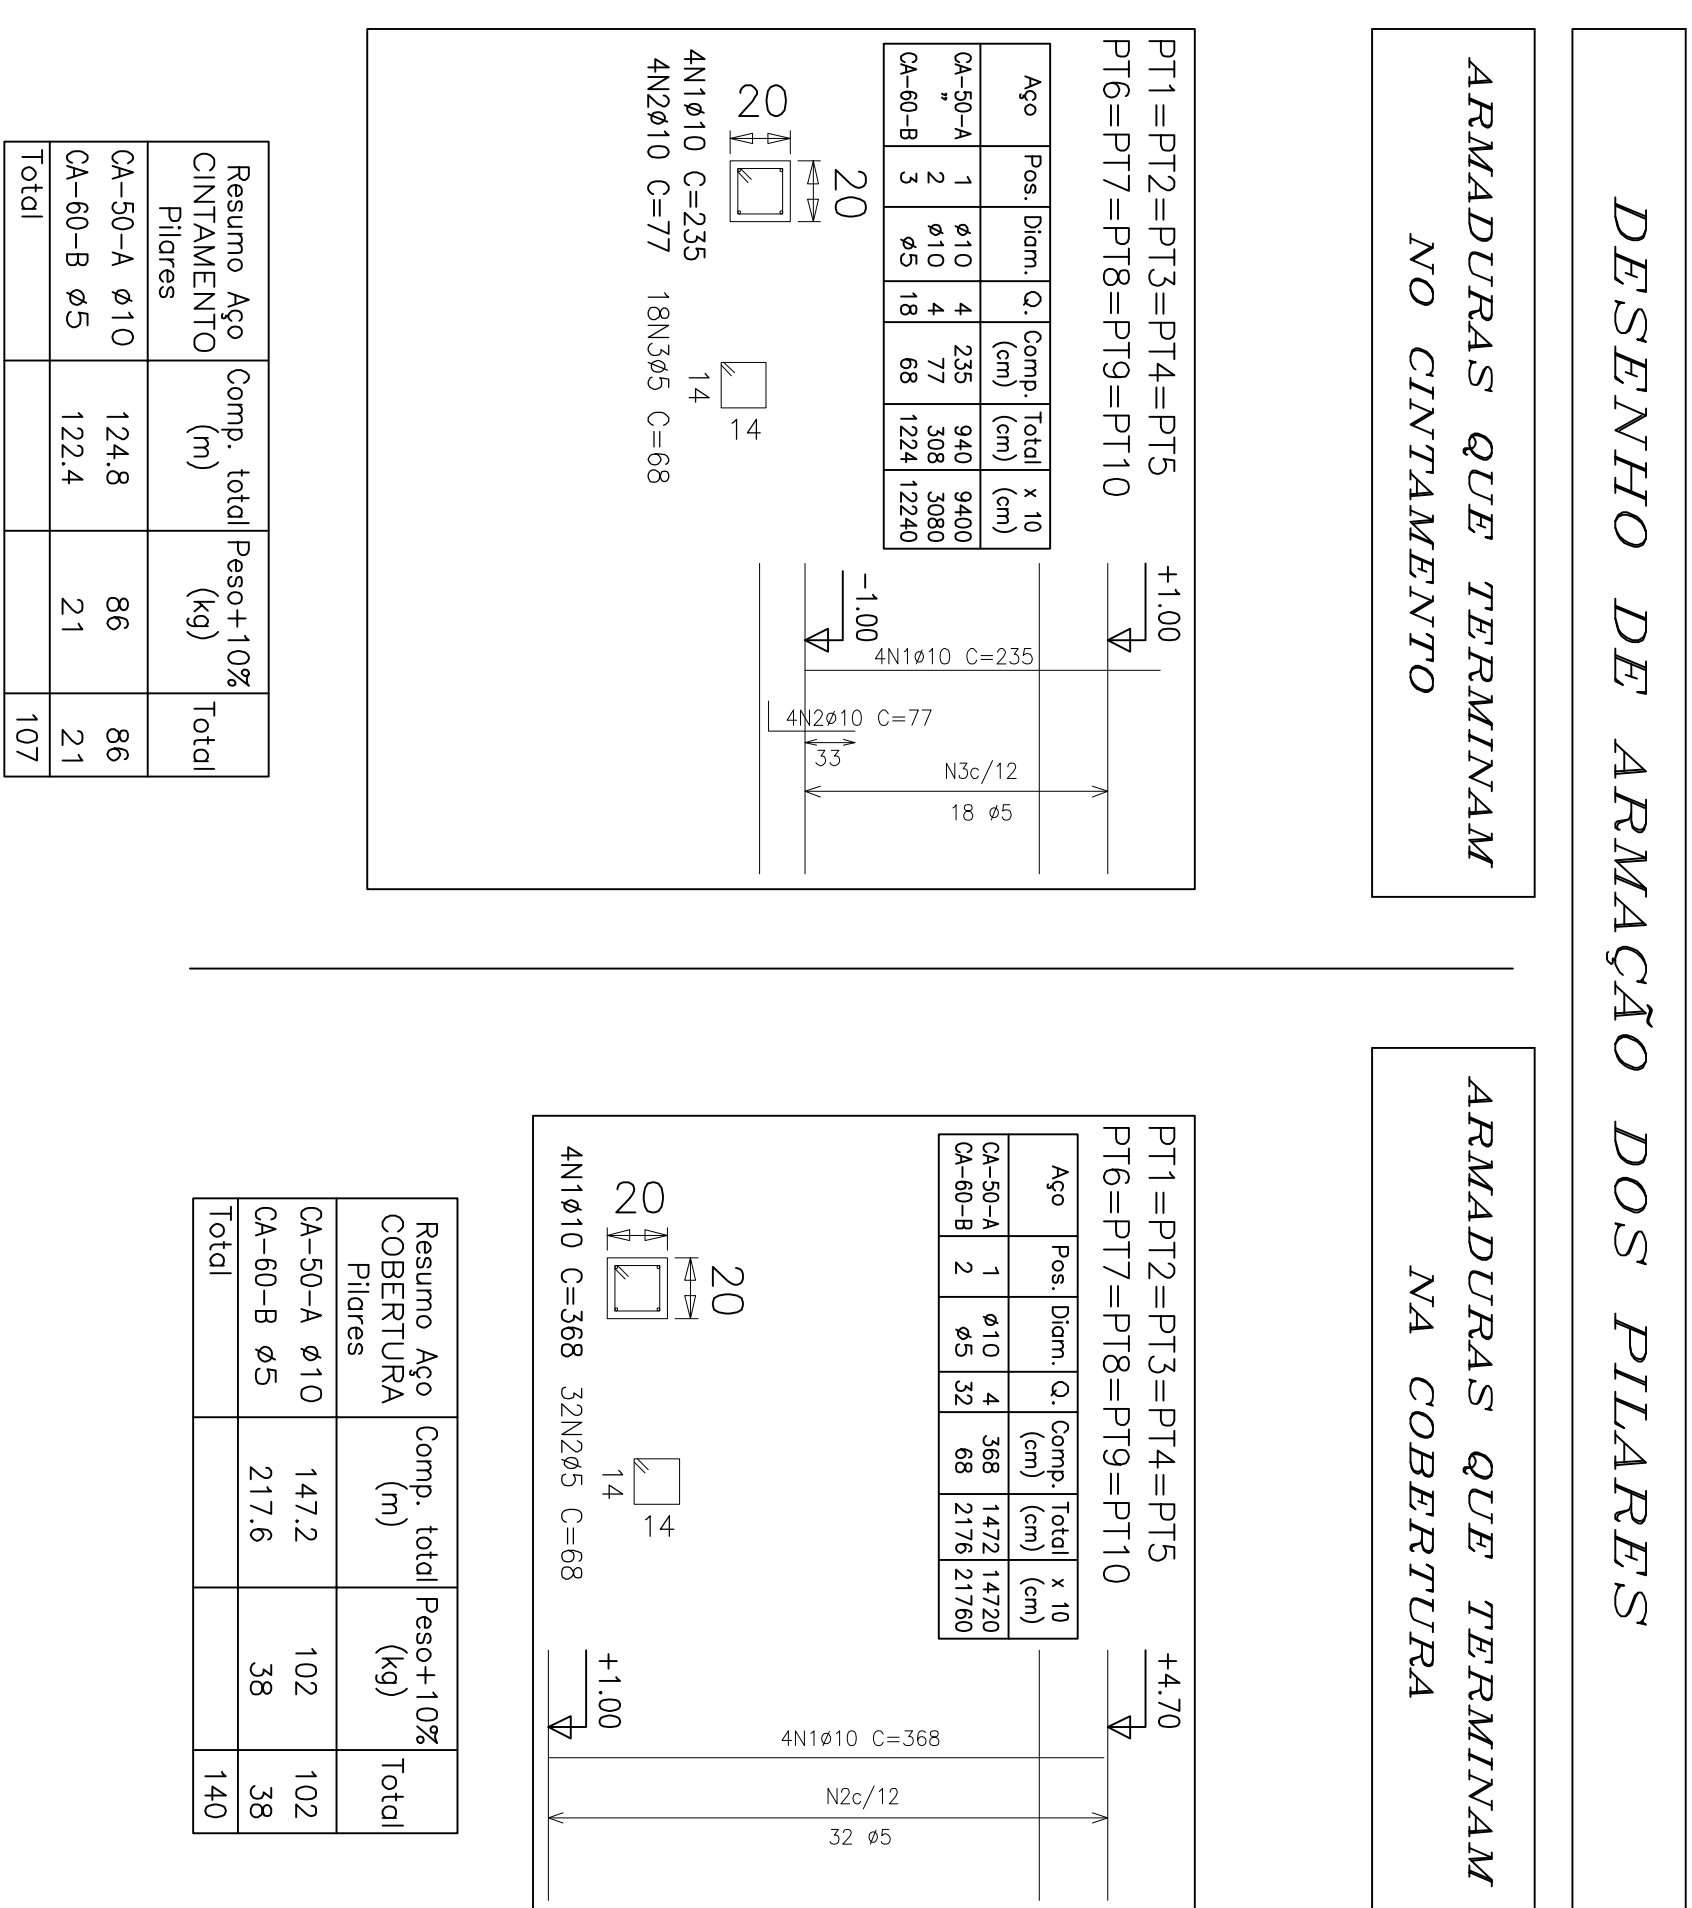 DESENHO DE ARMAÇÃO DOS PILARES
ARMADURAS QUE TERMINAM
NO CINTAMENTO
PT1=PT2=PT3=PT4=PT5
PT6=PT7=PT8=PT9=PT10
Aço Pos. Diam. Q. Comp. (cm) Total (cm) x 10 (cm)
CA-50-A 1 ø10 4 235 940 9400
" 2 ø10 4 77 308 3080
CA-60-B 3 ø5 18 68 1224 12240
20
20
14
14
4N1ø10 C=235
4N2ø10 C=77 18N3ø5 C=68
+1.00
-1.00
4N1ø10 C=235
4N2ø10 C=77
33
N3c/12
18 ø5
Resumo Aço
CINTAMENTO
Pilares
Comp. total
(m)
Peso+10%
(kg)
Total
CA-50-A ø10 124.8 86 86
CA-60-B ø5 122.4 21 21
Total 107
ARMADURAS QUE TERMINAM
NA COBERTURA
PT1=PT2=PT3=PT4=PT5
PT6=PT7=PT8=PT9=PT10
Aço Pos. Diam. Q. Comp. (cm) Total (cm) x 10 (cm)
CA-50-A 1 ø10 4 368 1472 14720
CA-60-B 2 ø5 32 68 2176 21760
20
20
14
14
4N1ø10 C=368 32N2ø5 C=68
+4.70
+1.00
4N1ø10 C=368
N2c/12
32 ø5
Resumo Aço
COBERTURA
Pilares
Comp. total
(m)
Peso+10%
(kg)
Total
CA-50-A ø10 147.2 102 102
CA-60-B ø5 217.6 38 38
Total 140